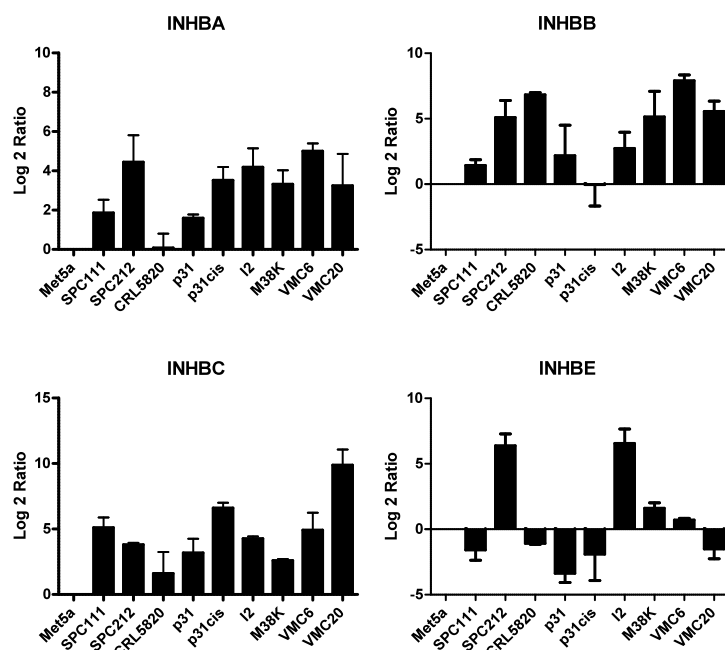 INHBA
10
8
6
4
2
0
Log 2 Ratio
Met5a
SPC111
SPC212
CRL5820
p31
p31cis
I2
M38K
VMC6
VMC20
INHBB
10
5
0
-5
Log 2 Ratio
Met5a
SPC111
SPC212
CRL5820
p31
p31cis
I2
M38K
VMC6
VMC20
INHBC
15
10
5
0
Log 2 Ratio
Met5a
SPC111
SPC212
CRL5820
p31
p31cis
I2
M38K
VMC6
VMC20
INHBE
10
5
0
-5
Log 2 Ratio
Met5a
SPC111
SPC212
CRL5820
p31
p31cis
I2
M38K
VMC6
VMC20